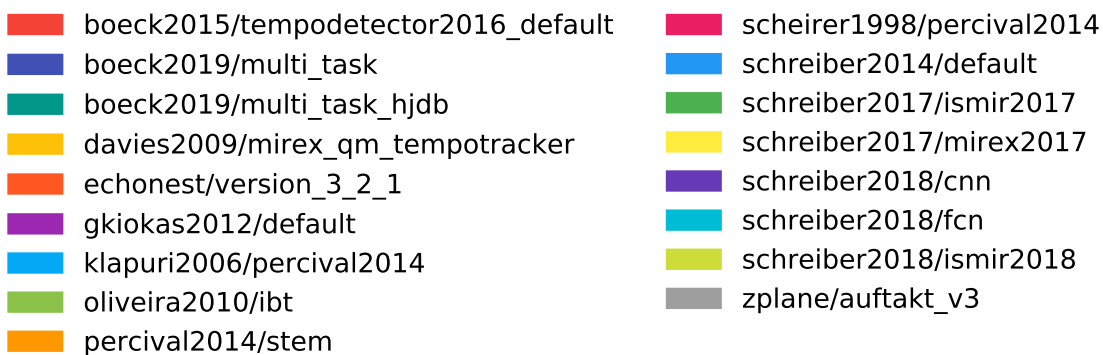 boeck2015/tempodetector2016_default
boeck2019/multi_task
boeck2019/multi_task_hjdb
davies2009/mirex_qm_tempotracker
echonest/version_3_2_1
gkiokas2012/default
klapuri2006/percival2014
oliveira2010/ibt
percival2014/stem
scheirer1998/percival2014
schreiber2014/default
schreiber2017/ismir2017
schreiber2017/mirex2017
schreiber2018/cnn
schreiber2018/fcn
schreiber2018/ismir2018
zplane/auftakt_v3